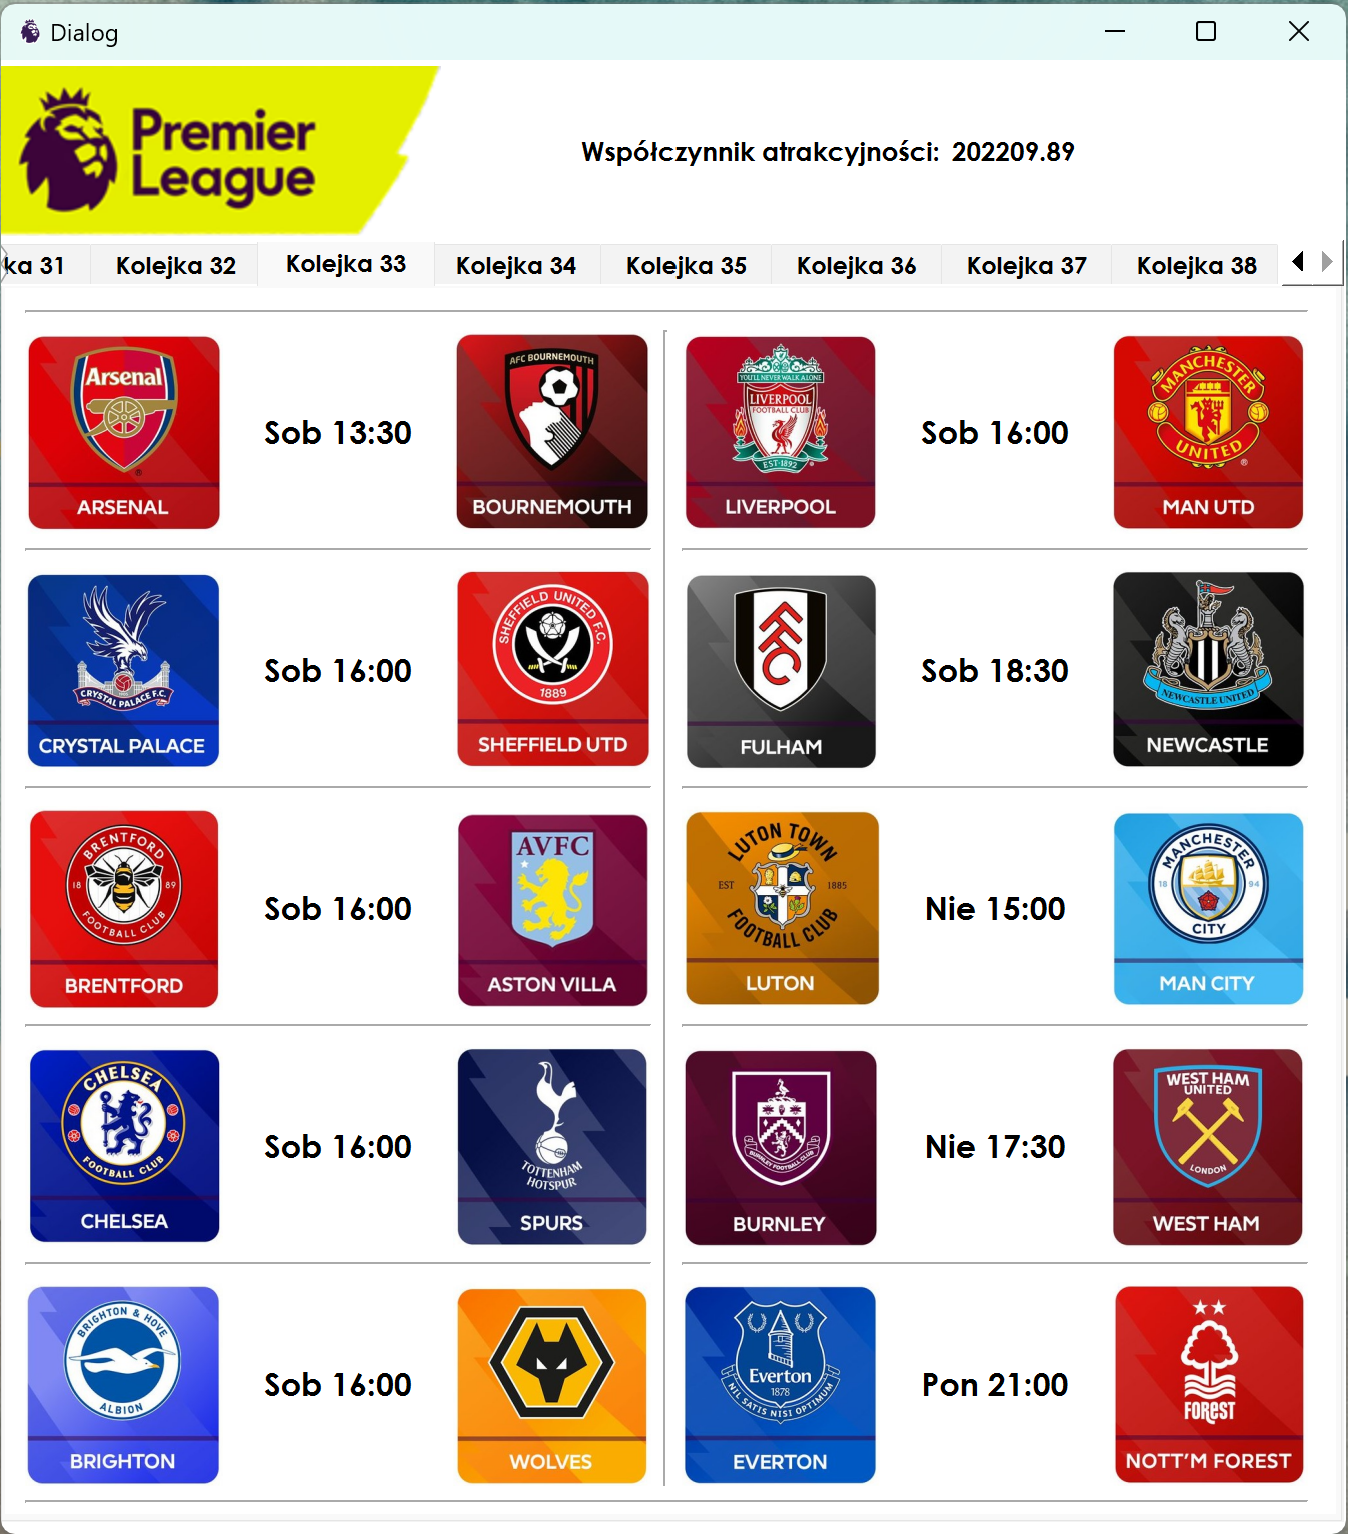 Dialog
Premier
League
Współczynnik atrakcyjności: 202209.89
ka 31 Kolejka 32 Kolejka 33 Kolejka 34 Kolejka 35 Kolejka 36 Kolejka 37 Kolejka 38
Arsenal
ARSENAL
Sob 13:30
AFC BOURNEMOUTH
BOURNEMOUTH
YOU'LL NEVER WALK ALONE
LIVERPOOL
FOOTBALL CLUB
EST·1892
LIVERPOOL
Sob 16:00
MANCHESTER
UNITED
MAN UTD
CRYSTAL PALACE F.C.
CRYSTAL PALACE
Sob 16:00
SHEFFIELD UNITED F.C.
1889
SHEFFIELD UTD
FFC
FULHAM
Sob 18:30
NEWCASTLE UNITED
NEWCASTLE
BRENTFORD
18 89
FOOTBALL CLUB
BRENTFORD
Sob 16:00
AVFC
ASTON VILLA
LUTON TOWN
EST 1885
FOOTBALL CLUB
LUTON
Nie 15:00
MANCHESTER
18 94
CITY
MAN CITY
CHELSEA
FOOTBALL CLUB
CHELSEA
Sob 16:00
TOTTENHAM
HOTSPUR
SPURS
BURNLEY FOOTBALL CLUB
BURNLEY
Nie 17:30
WEST HAM
UNITED
LONDON
WEST HAM
BRIGHTON & HOVE
ALBION
BRIGHTON
Sob 16:00
WOLVES
Everton
1878
NIL SATIS NISI OPTIMUM
EVERTON
Pon 21:00
FOREST
NOTT'M FOREST